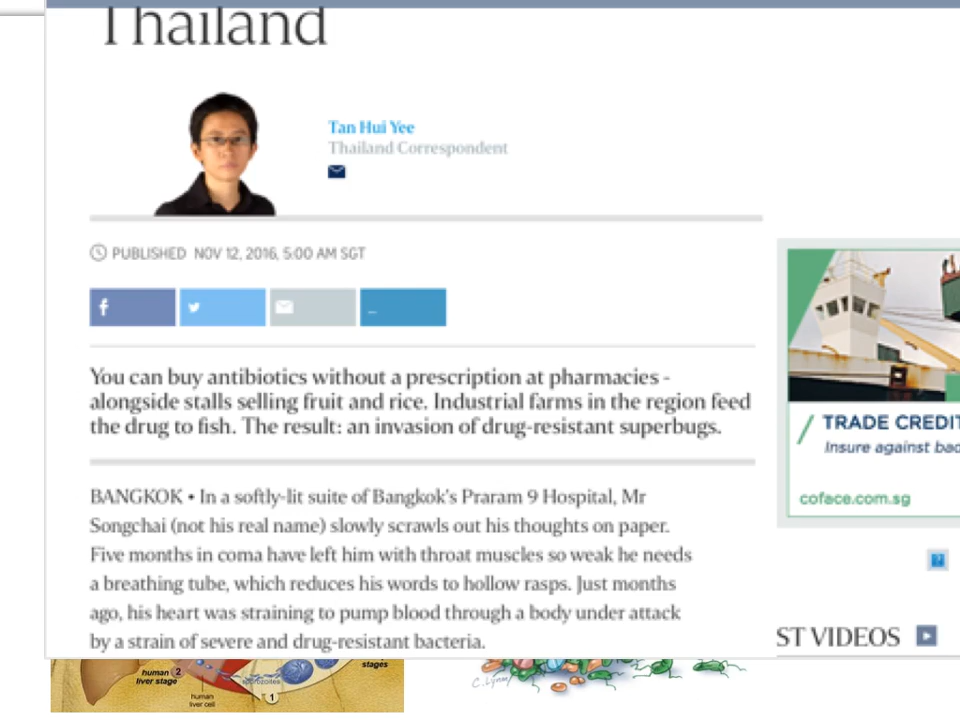 Thailand
Tan Hui Yee
Thailand Correspondent
PUBLISHED NOV 12, 2016, 5:00 AM SGT
You can buy antibiotics without a prescription at pharmacies -
alongside stalls selling fruit and rice. Industrial farms in the region feed
the drug to fish. The result: an invasion of drug-resistant superbugs.
BANGKOK • In a softly-lit suite of Bangkok's Praram 9 Hospital, Mr
Songchai (not his real name) slowly scrawls out his thoughts on paper.
Five months in coma have left him with throat muscles so weak he needs
a breathing tube, which reduces his words to hollow rasps. Just months
ago, his heart was straining to pump blood through a body under attack
by a strain of severe and drug-resistant bacteria.
/ TRADE CREDIT
Insure against bad
coface.com.sg
ST VIDEOS
stages
human 2
liver stage
sporozoites
human
liver cell
1
C. Lynm